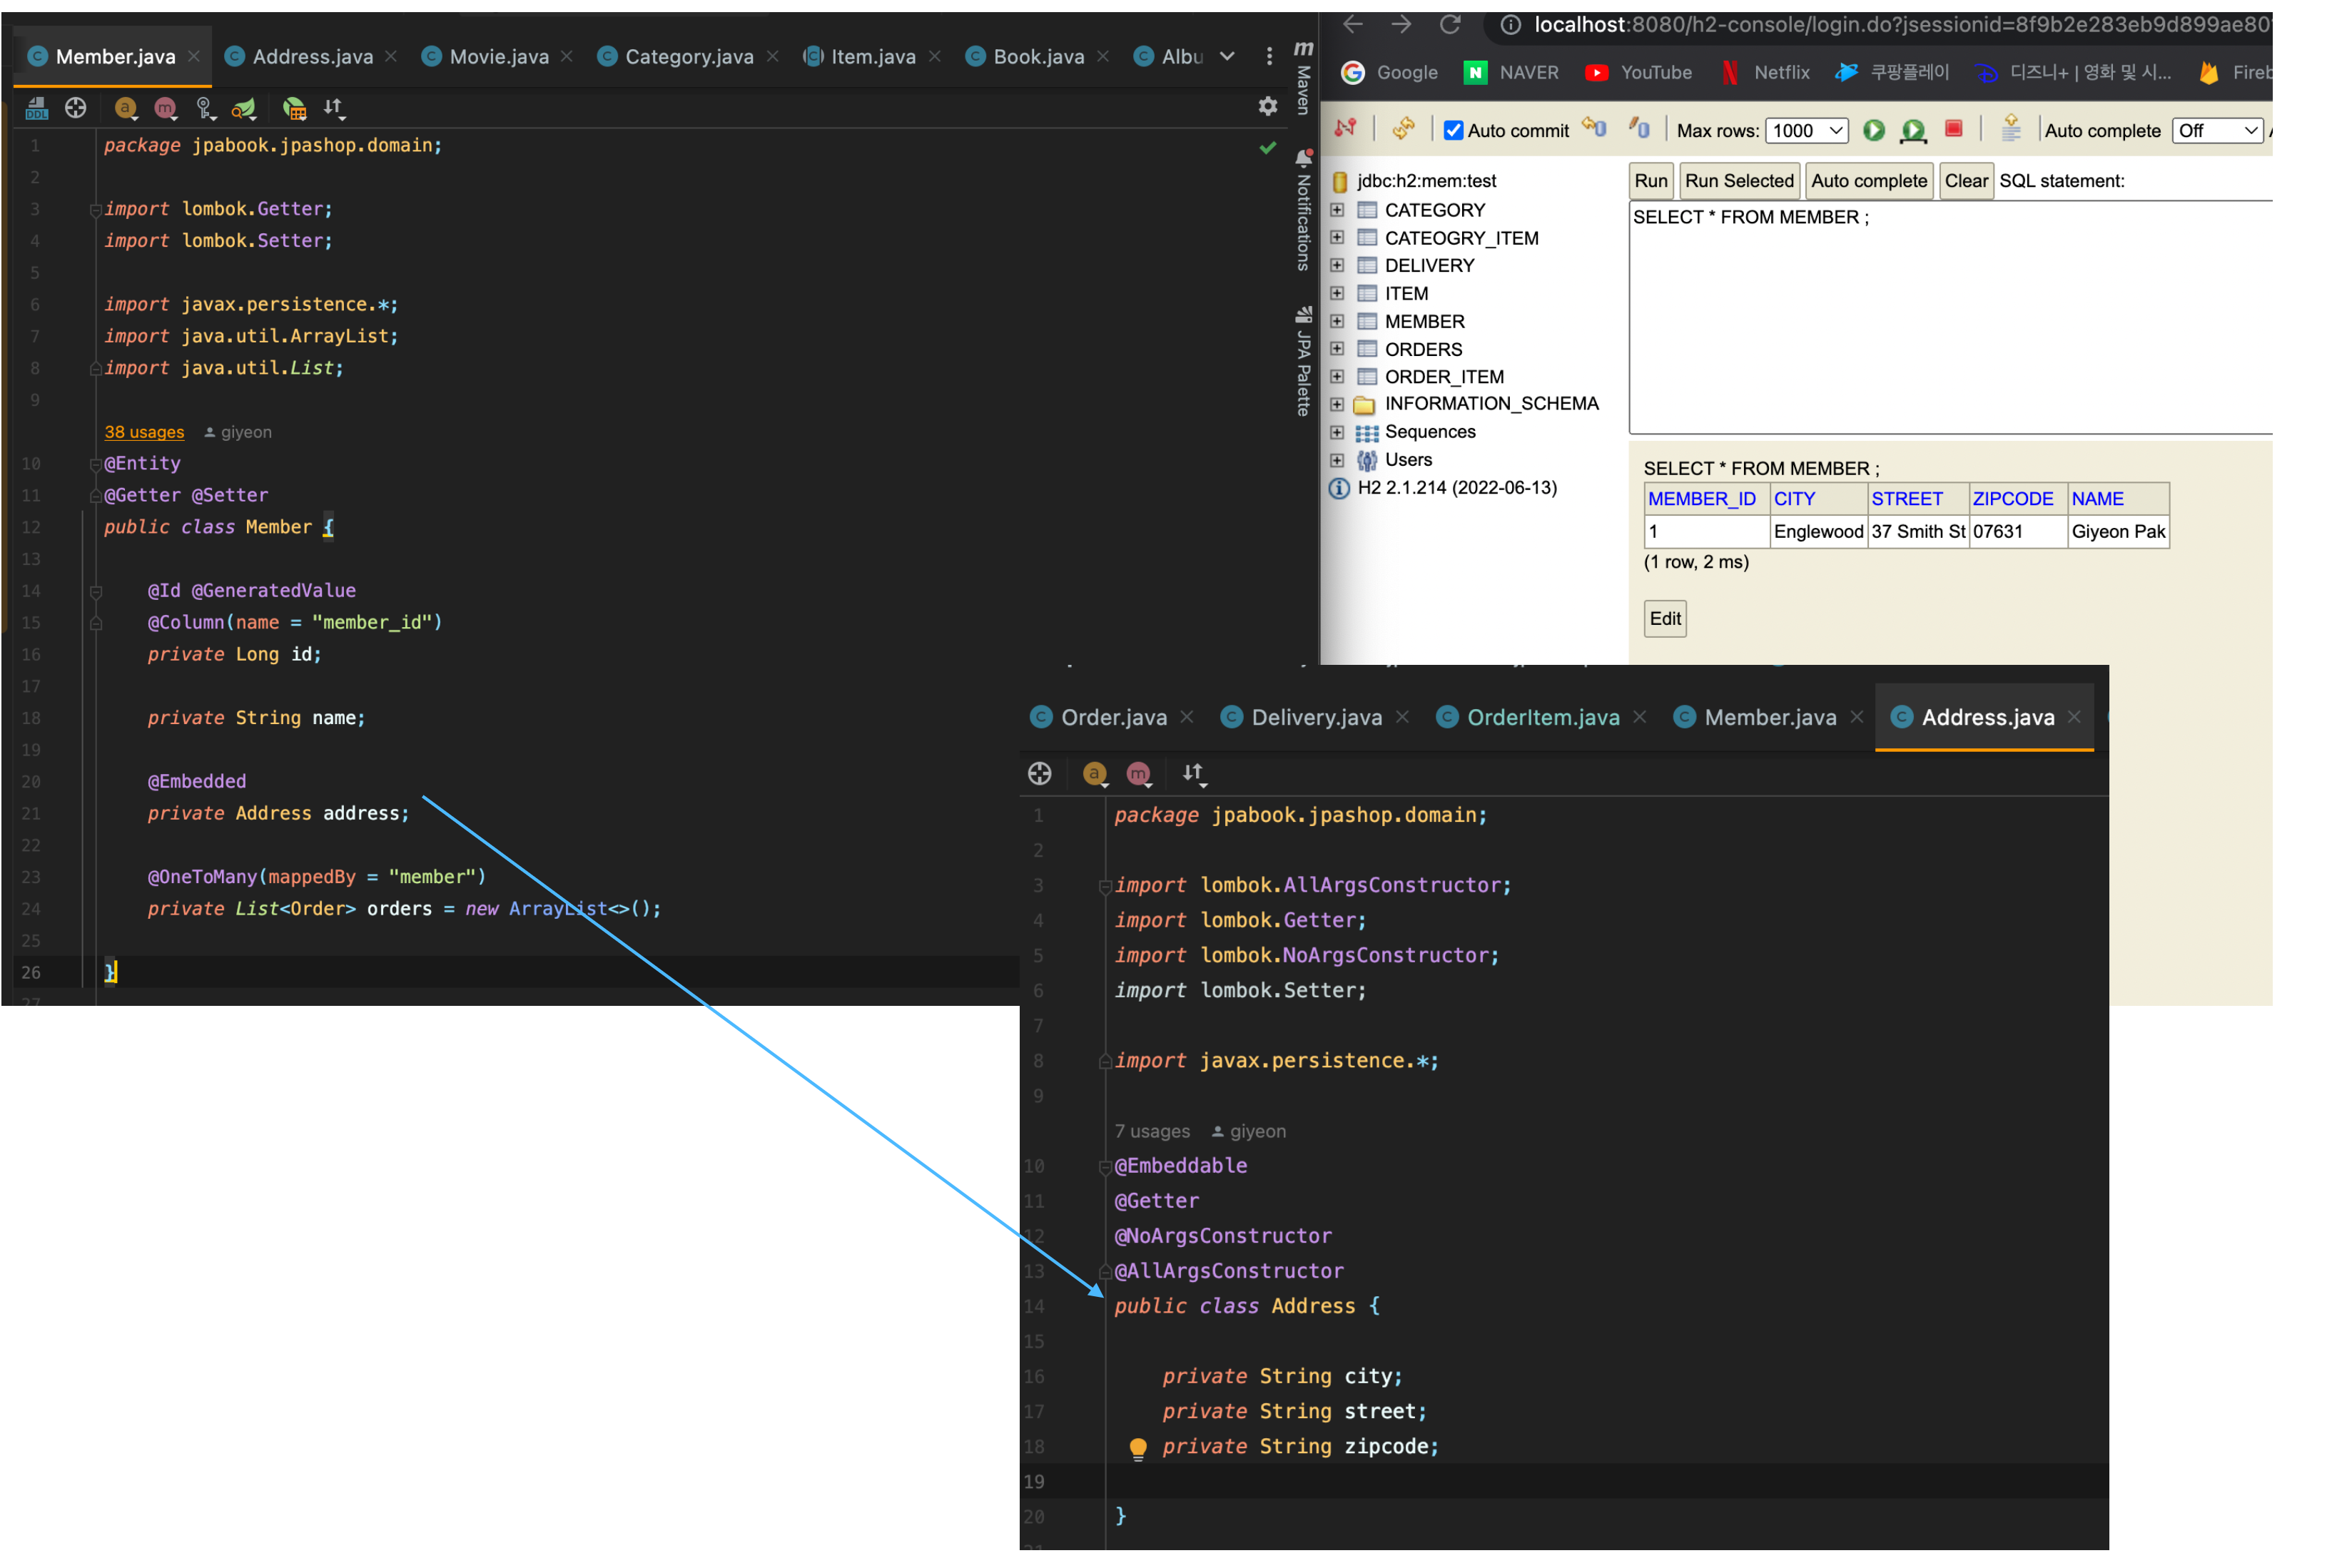 Member.java Address.java Movie.java Category.java Item.java Book.java Albu
DDL a m
Maven
Notifications
JPA Palette
1 package jpabook.jpashop.domain;
2
3 import lombok.Getter;
4 import lombok.Setter;
5
6 import javax.persistence.*;
7 import java.util.ArrayList;
8 import java.util.List;
9
38 usages giyeon
10 @Entity
11 @Getter @Setter
12 public class Member {
13
14 @Id @GeneratedValue
15 @Column(name = "member_id")
16 private Long id;
17
18 private String name;
19
20 @Embedded
21 private Address address;
22
23 @OneToMany(mappedBy = "member")
24 private List<Order> orders = new ArrayList<>();
25
26 }
27
localhost:8080/h2-console/login.do?jsessionid=8f9b2e283eb9d899ae80
Google NAVER YouTube Netflix 쿠팡플레이 디즈니+ | 영화 및 시... Fireb
Auto commit Max rows: 1000 Auto complete Off
jdbc:h2:mem:test
CATEGORY
CATEOGRY_ITEM
DELIVERY
ITEM
MEMBER
ORDERS
ORDER_ITEM
INFORMATION_SCHEMA
Sequences
Users
H2 2.1.214 (2022-06-13)
Run Run Selected Auto complete Clear SQL statement:
SELECT * FROM MEMBER ;
SELECT * FROM MEMBER ;
MEMBER_ID CITY STREET ZIPCODE NAME
1 Englewood 37 Smith St 07631 Giyeon Pak
(1 row, 2 ms)
Edit
Order.java Delivery.java OrderItem.java Member.java Address.java
a m
1 package jpabook.jpashop.domain;
2
3 import lombok.AllArgsConstructor;
4 import lombok.Getter;
5 import lombok.NoArgsConstructor;
6 import lombok.Setter;
7
8 import javax.persistence.*;
9
7 usages giyeon
10 @Embeddable
11 @Getter
12 @NoArgsConstructor
13 @AllArgsConstructor
14 public class Address {
15
16 private String city;
17 private String street;
18 private String zipcode;
19
20 }